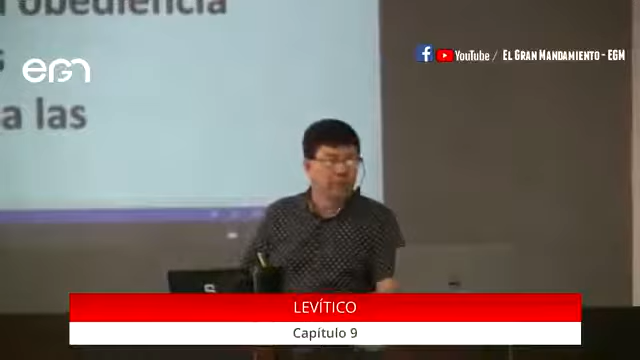 obediencia
egm
YouTube / El Gran Mandamiento - EGM
a las
LEVÍTICO
Capítulo 9